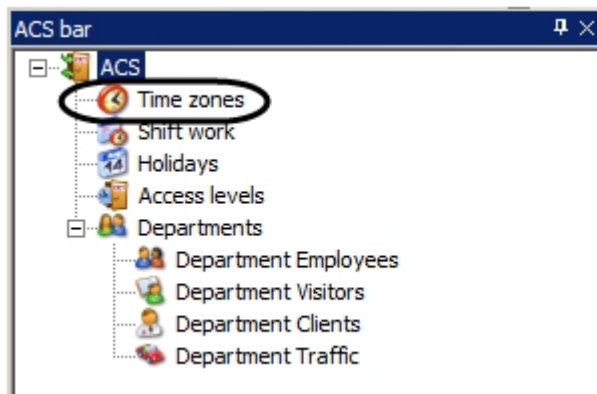 ACS bar
ACS
Time zones
Shift work
Holidays
Access levels
Departments
Department Employees
Department Visitors
Department Clients
Department Traffic